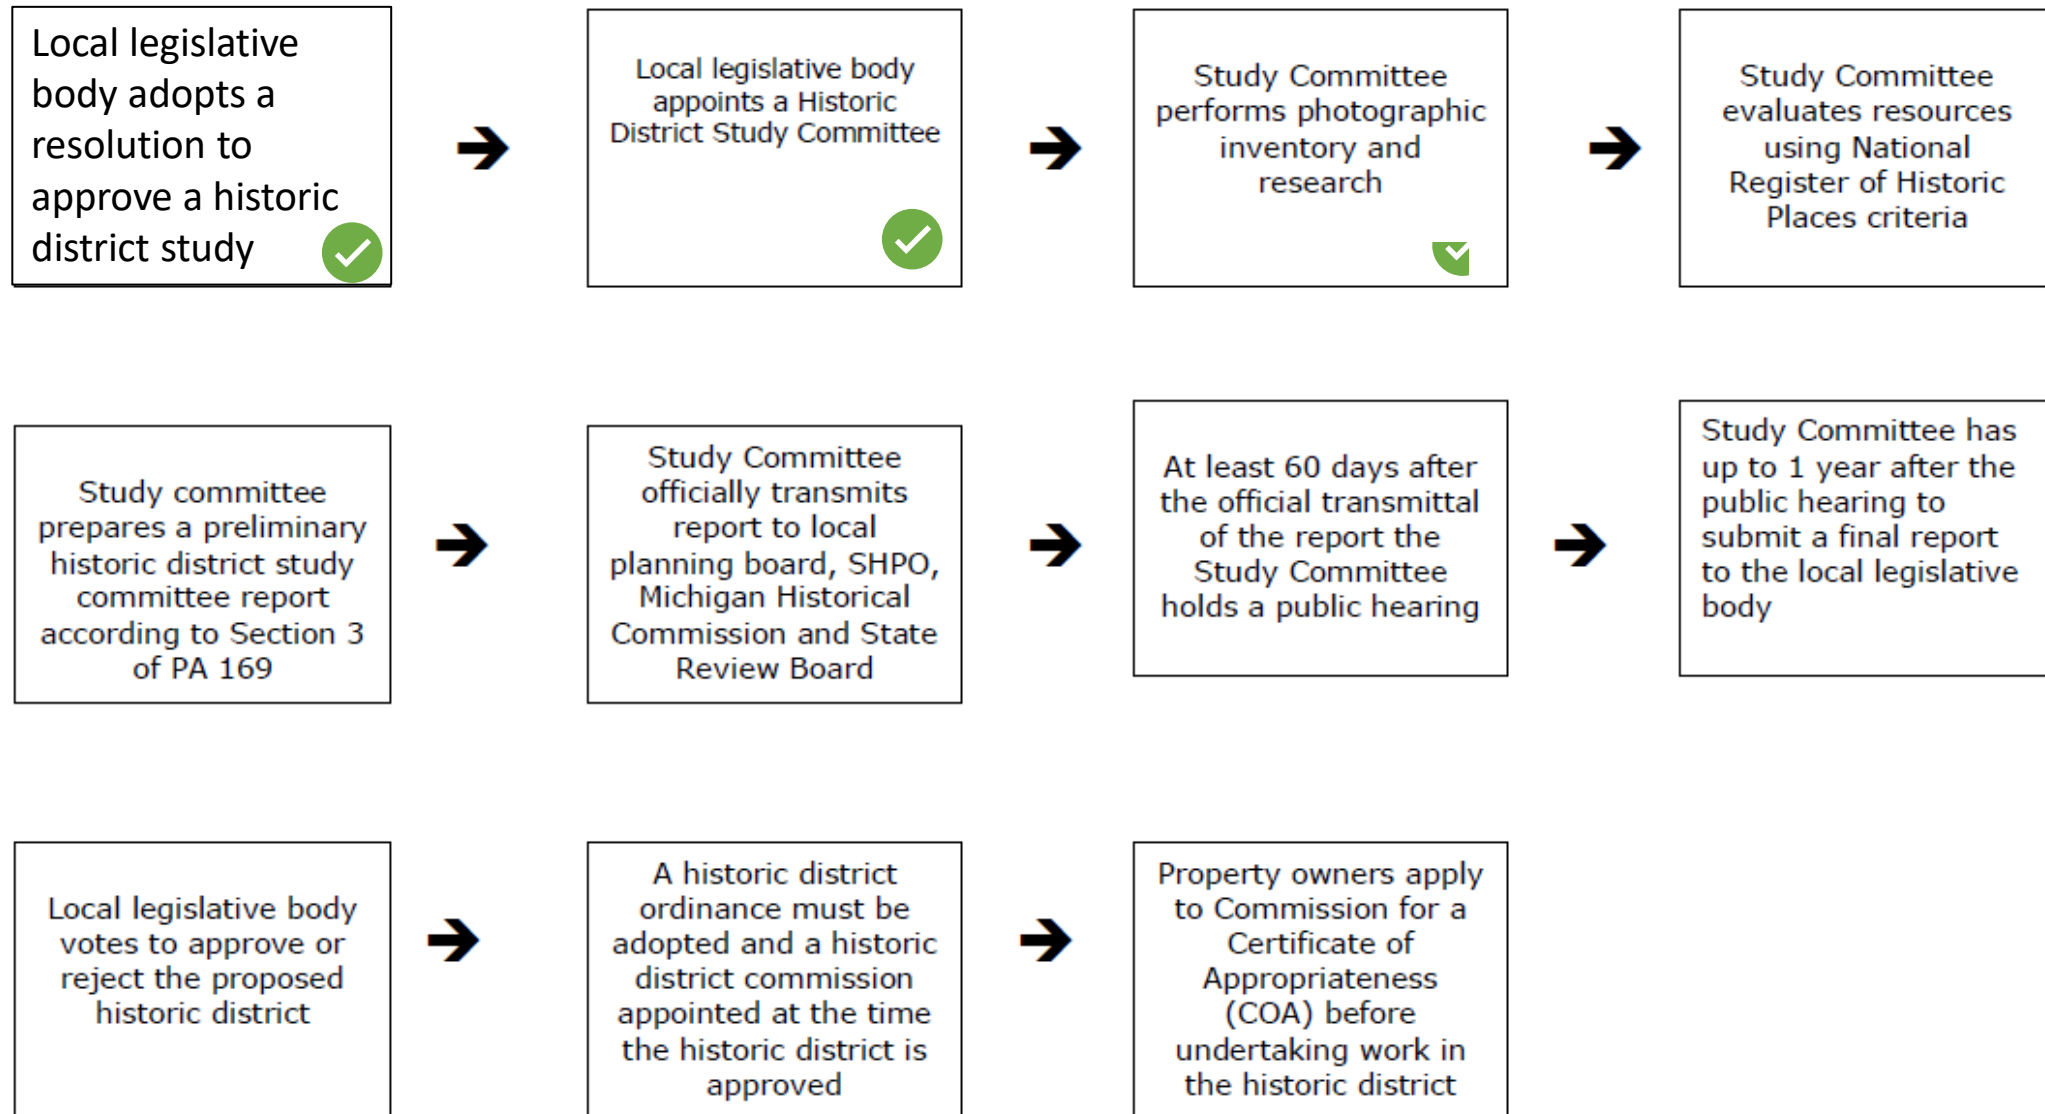 Local legislative
body adopts a
resolution to
approve a historic
district study
Local legislative body
appoints a Historic
District Study Committee
Study Committee
performs photographic
inventory and
research
Study Committee
evaluates resources
using National
Register of Historic
Places criteria
Study committee
prepares a preliminary
historic district study
committee report
according to Section 3
of PA 169
Study Committee
officially transmits
report to local
planning board, SHPO,
Michigan Historical
Commission and State
Review Board
At least 60 days after
the official transmittal
of the report the
Study Committee
holds a public hearing
Study Committee has
up to 1 year after the
public hearing to
submit a final report
to the local legislative
body
Local legislative body
votes to approve or
reject the proposed
historic district
A historic district
ordinance must be
adopted and a historic
district commission
appointed at the time
the historic district is
approved
Property owners apply
to Commission for a
Certificate of
Appropriateness
(COA) before
undertaking work in
the historic district